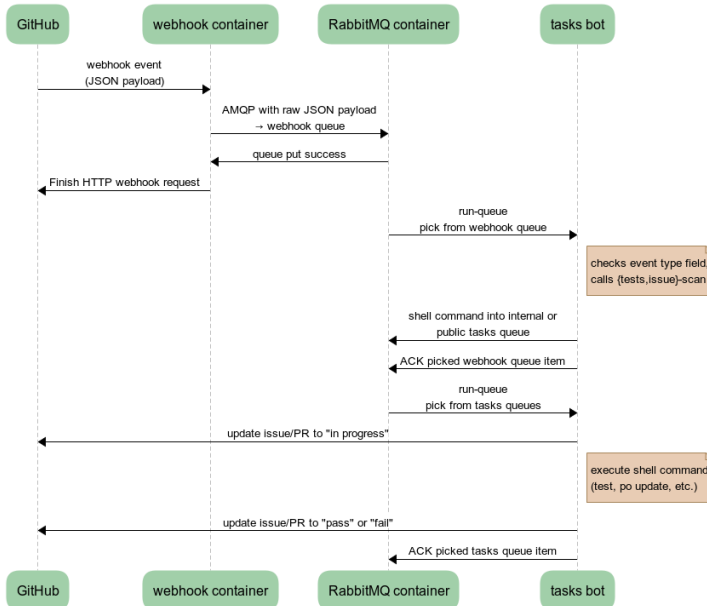 GitHub
webhook container
RabbitMQ container
tasks bot
webhook event
(JSON payload)
AMQP with raw JSON payload
→ webhook queue
queue put success
Finish HTTP webhook request
run-queue
pick from webhook queue
checks event type field,
calls {tests,issue}-scan
shell command into internal or
public tasks queue
ACK picked webhook queue item
run-queue
pick from tasks queues
update issue/PR to "in progress"
execute shell command
(test, po update, etc.)
update issue/PR to "pass" or "fail"
ACK picked tasks queue item
GitHub
webhook container
RabbitMQ container
tasks bot